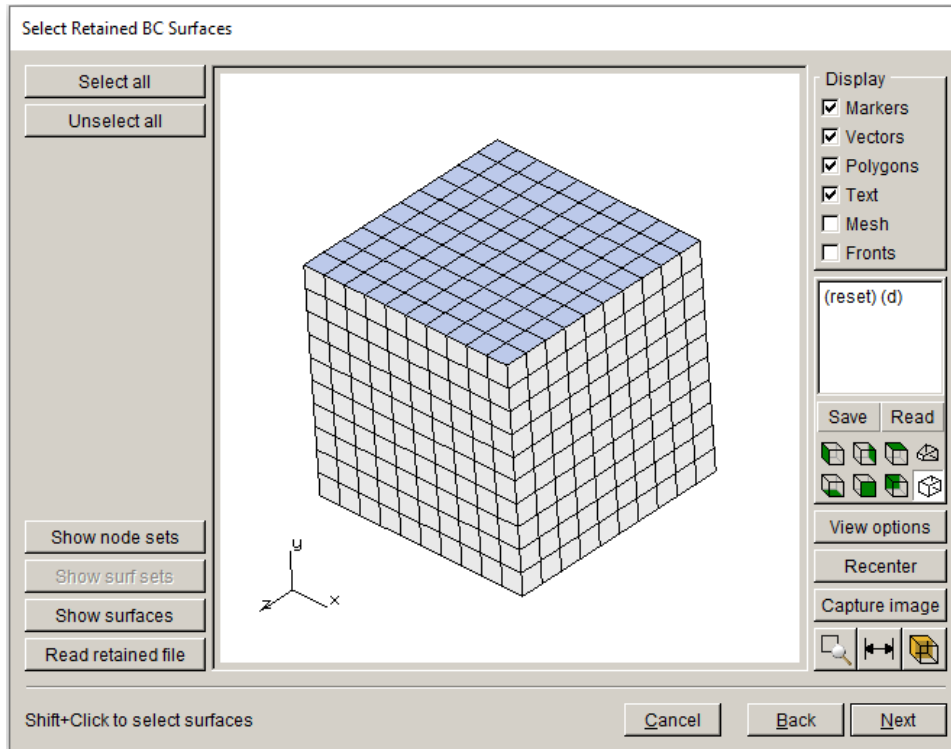 Select Retained BC Surfaces
Select all
Unselect all
Show node sets
Show surf sets
Show surfaces
Read retained file
y
x
z
Display
Markers
Vectors
Polygons
Text
Mesh
Fronts
(reset) (d)
Save Read
View options
Recenter
Capture image
Shift+Click to select surfaces
Cancel Back Next